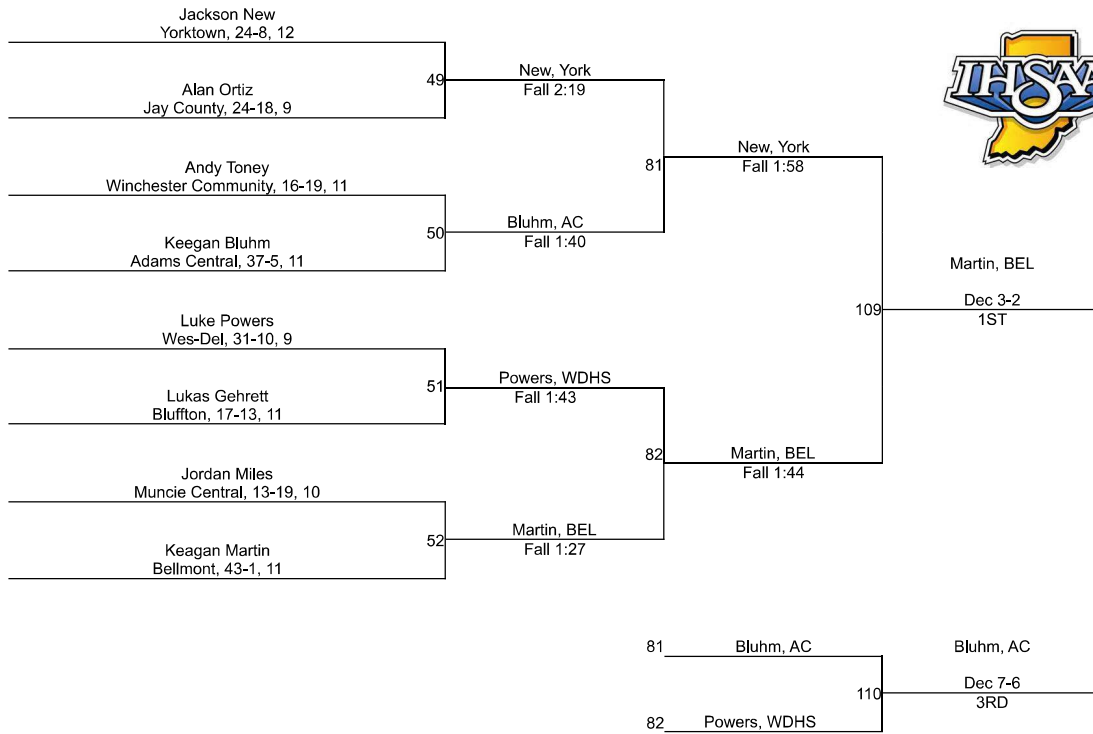 Jackson New
Yorktown, 24-8, 12
Alan Ortiz
Jay County, 24-18, 9
49
New, York
Fall 2:19
Andy Toney
Winchester Community, 16-19, 11
Keegan Bluhm
Adams Central, 37-5, 11
50
Bluhm, AC
Fall 1:40
81
New, York
Fall 1:58
Luke Powers
Wes-Del, 31-10, 9
Lukas Gehrett
Bluffton, 17-13, 11
51
Powers, WDHS
Fall 1:43
Jordan Miles
Muncie Central, 13-19, 10
Keagan Martin
Bellmont, 43-1, 11
52
Martin, BEL
Fall 1:27
82
Martin, BEL
Fall 1:44
109
Martin, BEL
Dec 3-2
1ST
IHSAA
81
Bluhm, AC
82
Powers, WDHS
110
Bluhm, AC
Dec 7-6
3RD